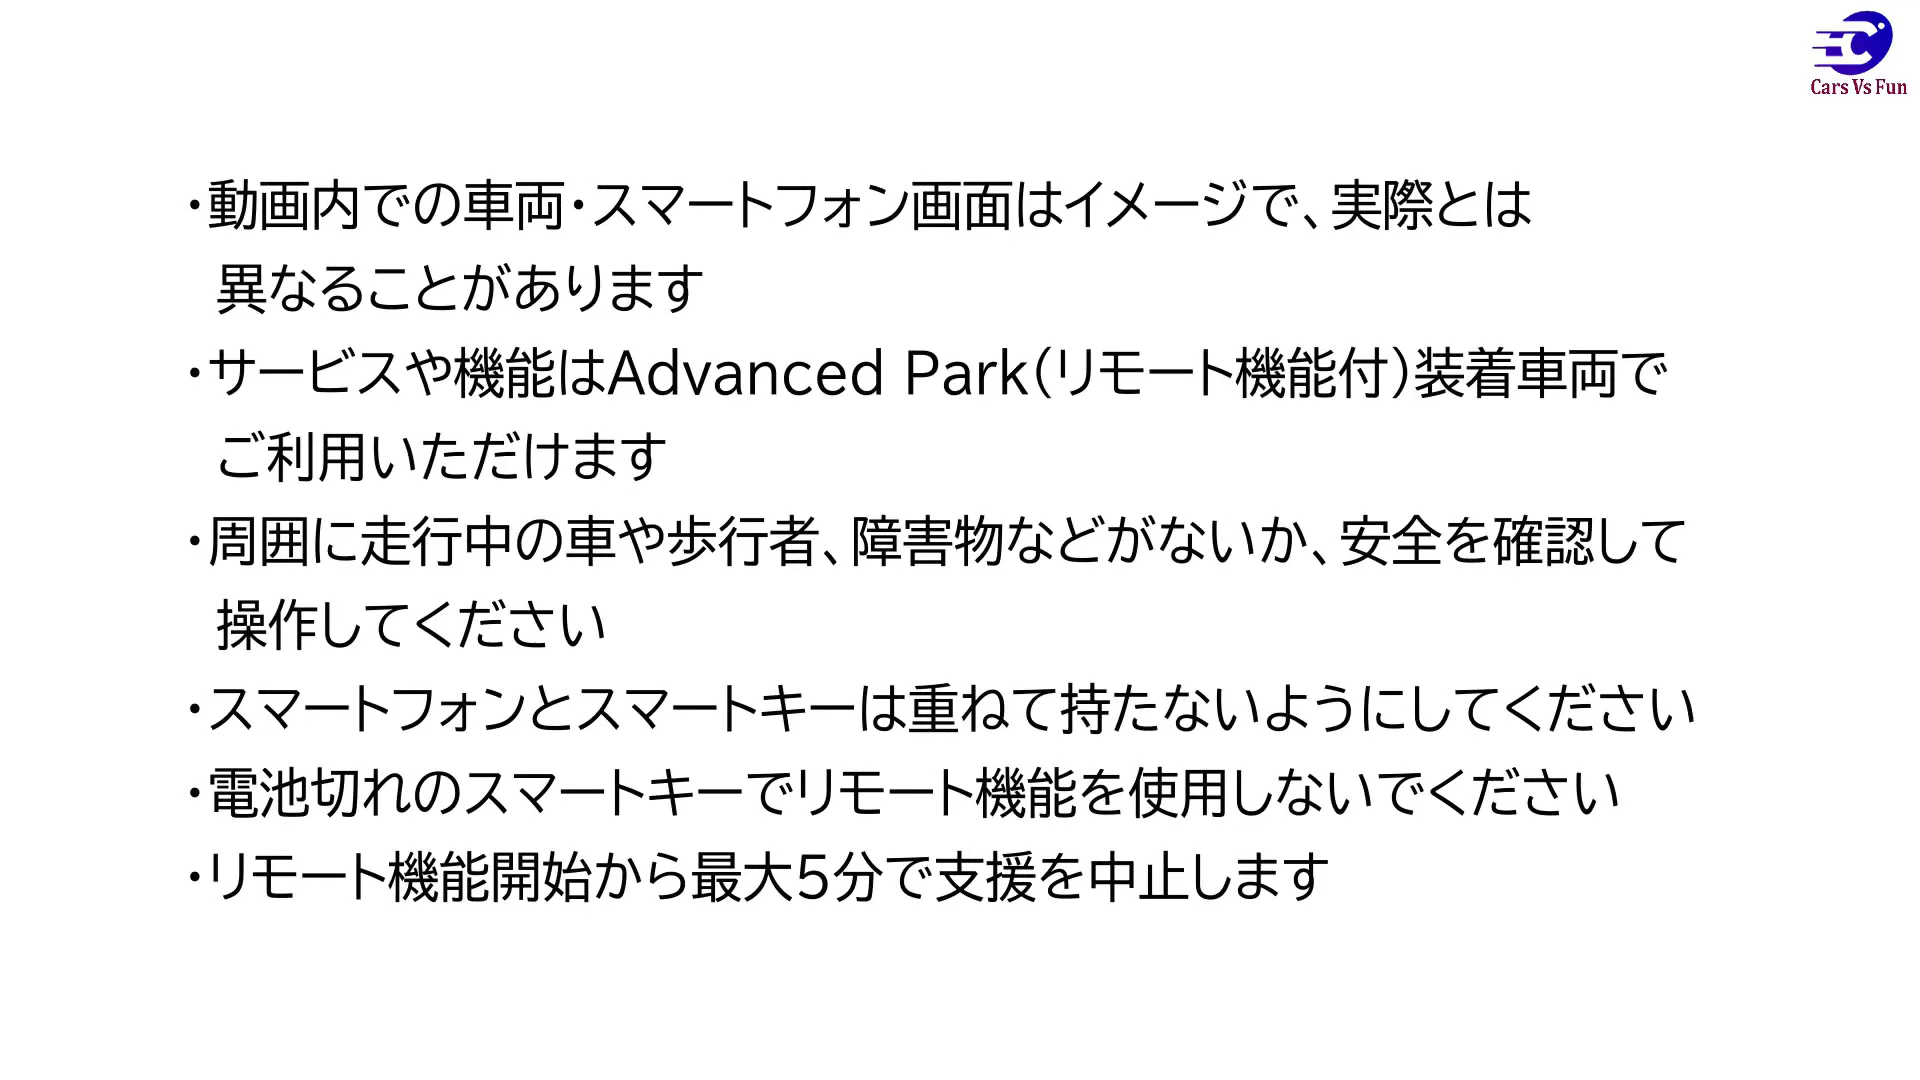 Cars Vs Fun
・動画内での車両・スマートフォン画面はイメージで、実際とは
異なることがあります
・サービスや機能はAdvanced Park(リモート機能付)装着車両で
ご利用いただけます
・周囲に走行中の車や歩行者、障害物などがないか、安全を確認して
操作してください
・スマートフォンとスマートキーは重ねて持たないようにしてください
・電池切れのスマートキーでリモート機能を使用しないでください
・リモート機能開始から最大5分で支援を中止します